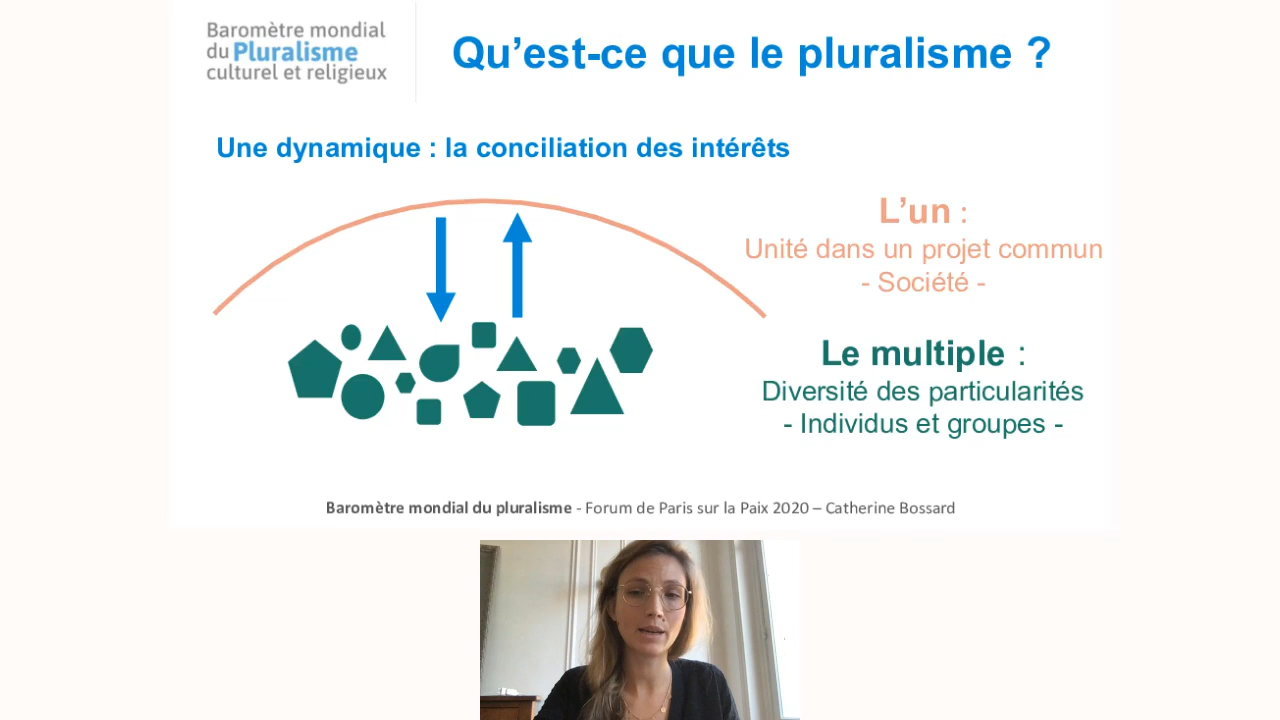 Baromètre mondial
du Pluralisme
culturel et religieux
Qu’est-ce que le pluralisme ?
Une dynamique : la conciliation des intérêts
L’un :
Unité dans un projet commun
- Société -
Le multiple :
Diversité des particularités
- Individus et groupes -
Baromètre mondial du pluralisme - Forum de Paris sur la Paix 2020 – Catherine Bossard